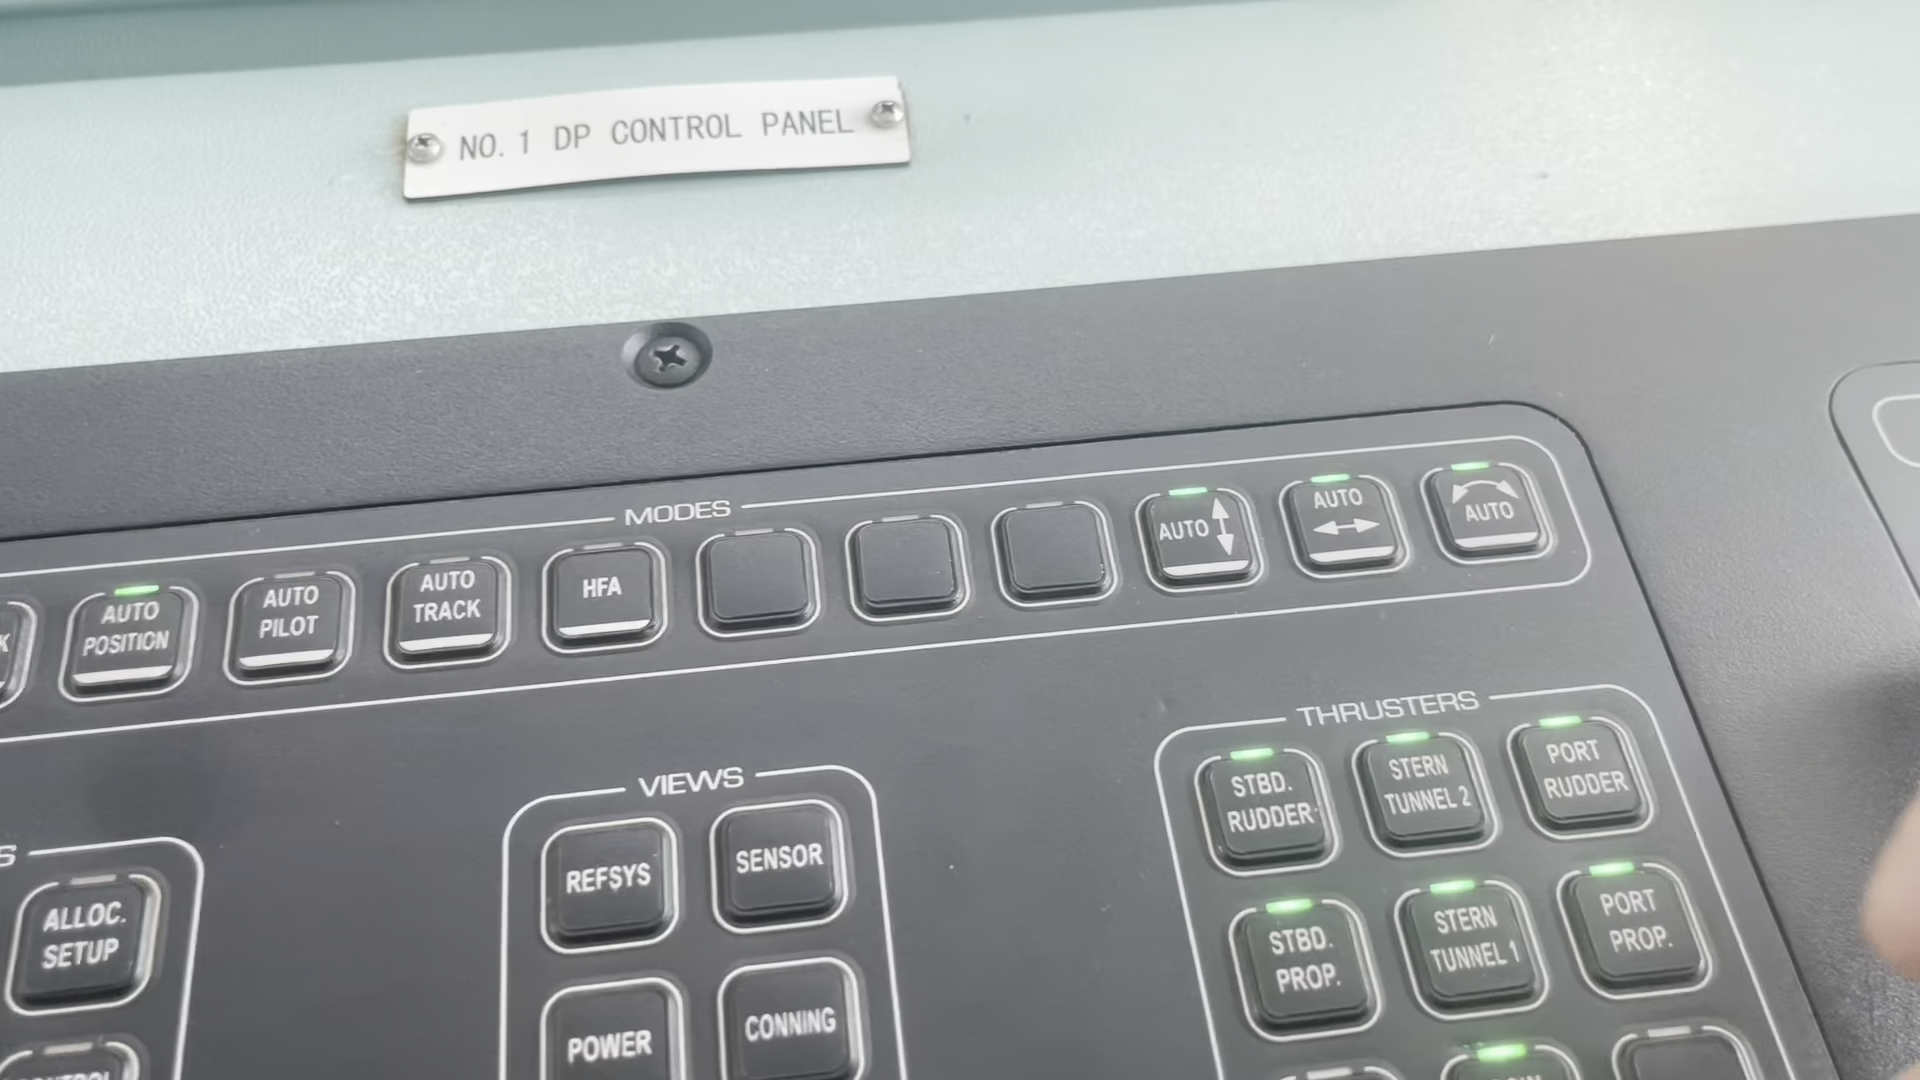 NO. 1 DP CONTROL PANEL
MODES
AUTO
POSITION
AUTO
PILOT
AUTO
TRACK
HFA
AUTO
AUTO
AUTO
THRUSTERS
STBD.
RUDDER
STERN
TUNNEL 2
PORT
RUDDER
STBD.
PROP.
STERN
TUNNEL 1
PORT
PROP.
VIEWS
REFSYS
SENSOR
POWER
CONNING
ALLOC.
SETUP